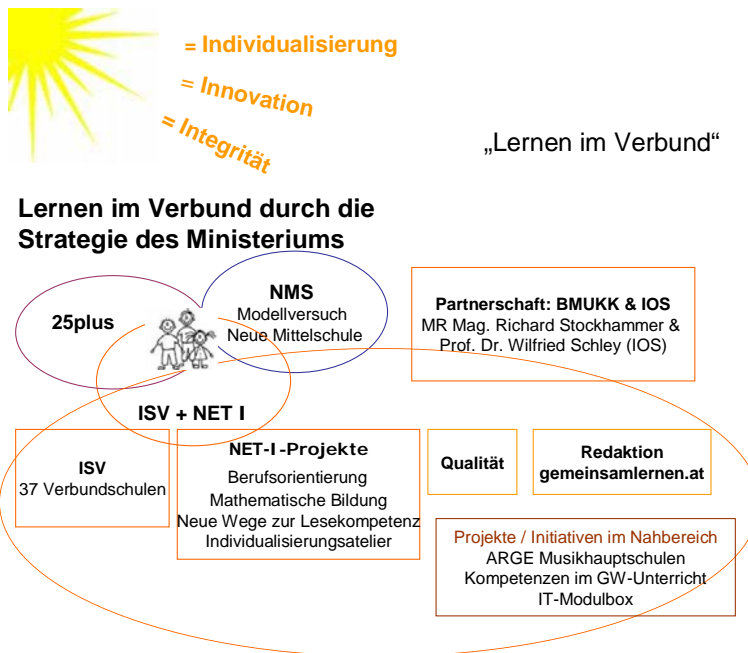 = Individualisierung
= Innovation
= Integrität
„Lernen im Verbund“
Lernen im Verbund durch die
Strategie des Ministeriums
25plus
NMS
Modellversuch
Neue Mittelschule
Partnerschaft: BMUKK & IOS
MR Mag. Richard Stockhammer &
Prof. Dr. Wilfried Schley (IOS)
ISV + NET I
ISV
37 Verbundschulen
NET-I-Projekte
Berufsorientierung
Mathematische Bildung
Neue Wege zur Lesekompetenz
Individualisierungsatelier
Qualität
Redaktion
gemeinsamlernen.at
Projekte / Initiativen im Nahbereich
ARGE Musikhauptschulen
Kompetenzen im GW-Unterricht
IT-Modulbox